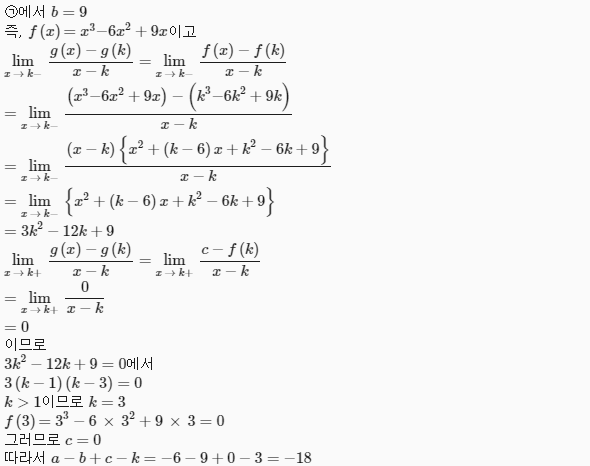 ㉠에서 b = 9
즉, f(x) = x³−6x² + 9x이고
lim_{x→k−} (g(x) − g(k))/(x − k) = lim_{x→k−} (f(x) − f(k))/(x − k)
= lim_{x→k−} ((x³−6x² + 9x) − (k³−6k² + 9k))/(x − k)
= lim_{x→k−} ((x − k){x² + (k − 6)x + k² − 6k + 9})/(x − k)
= lim_{x→k−} {x² + (k − 6)x + k² − 6k + 9}
= 3k² − 12k + 9
lim_{x→k+} (g(x) − g(k))/(x − k) = lim_{x→k+} (c − f(k))/(x − k)
= lim_{x→k+} 0/(x − k)
= 0
이므로
3k² − 12k + 9 = 0에서
3(k − 1)(k − 3) = 0
k > 1이므로 k = 3
f(3) = 3³ − 6 × 3² + 9 × 3 = 0
그러므로 c = 0
따라서 a − b + c − k = −6 − 9 + 0 − 3 = −18